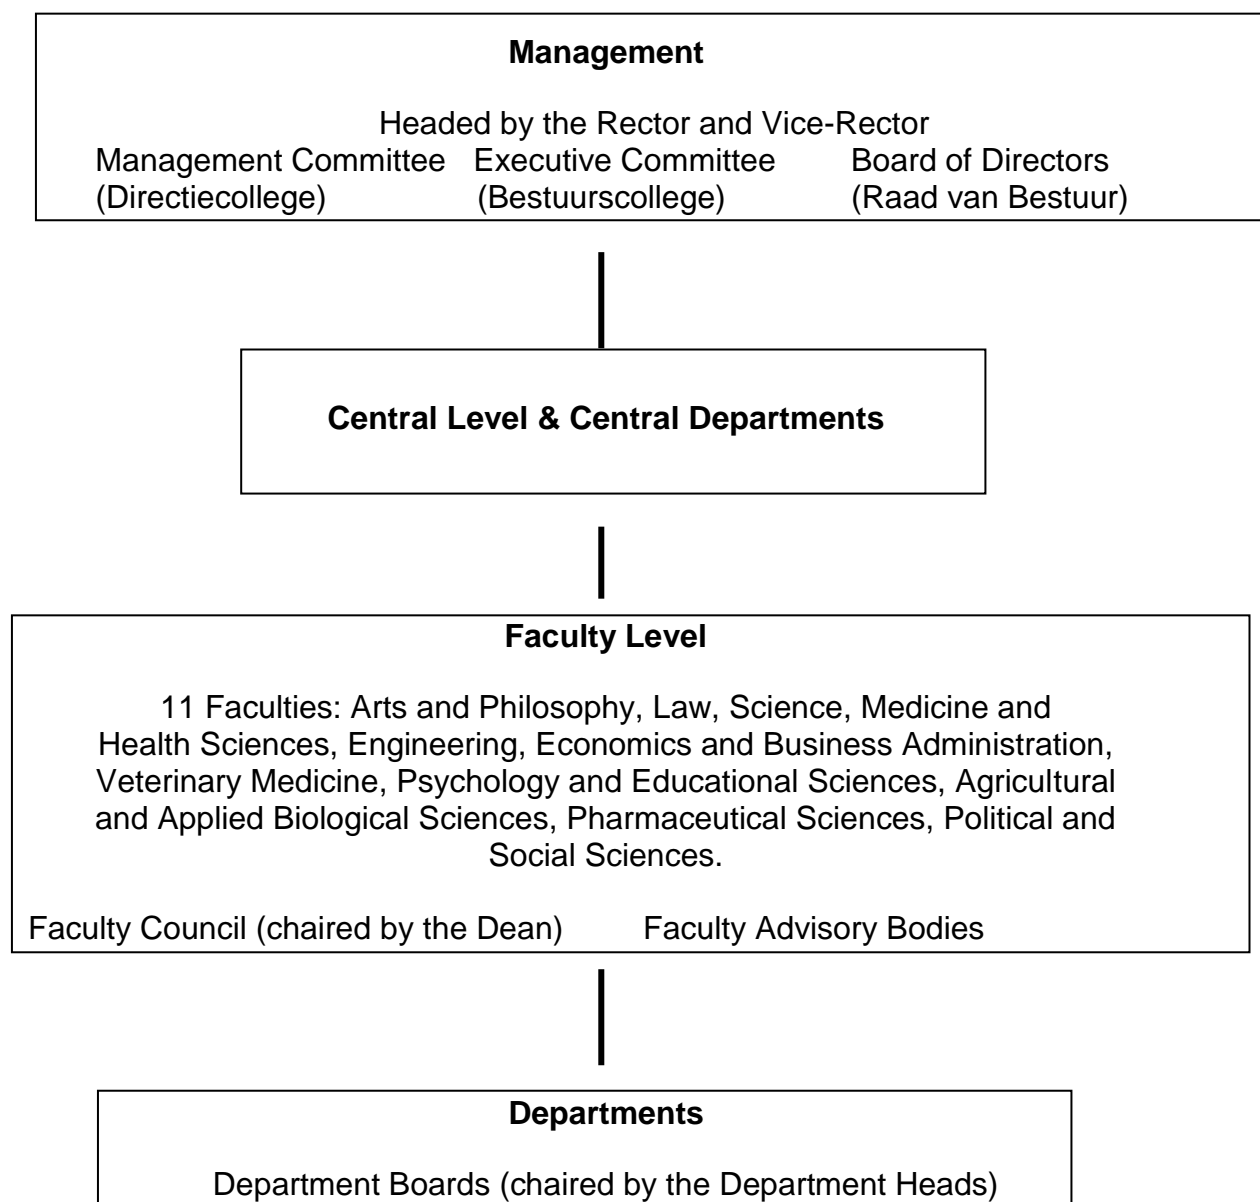 Management
Headed by the Rector and Vice-Rector
Management Committee Executive Committee Board of Directors
(Directiecollege) (Bestuurscollege) (Raad van Bestuur)
Central Level & Central Departments
Faculty Level
11 Faculties: Arts and Philosophy, Law, Science, Medicine and
Health Sciences, Engineering, Economics and Business Administration,
Veterinary Medicine, Psychology and Educational Sciences, Agricultural
and Applied Biological Sciences, Pharmaceutical Sciences, Political and
Social Sciences.
Faculty Council (chaired by the Dean) Faculty Advisory Bodies
Departments
Department Boards (chaired by the Department Heads)